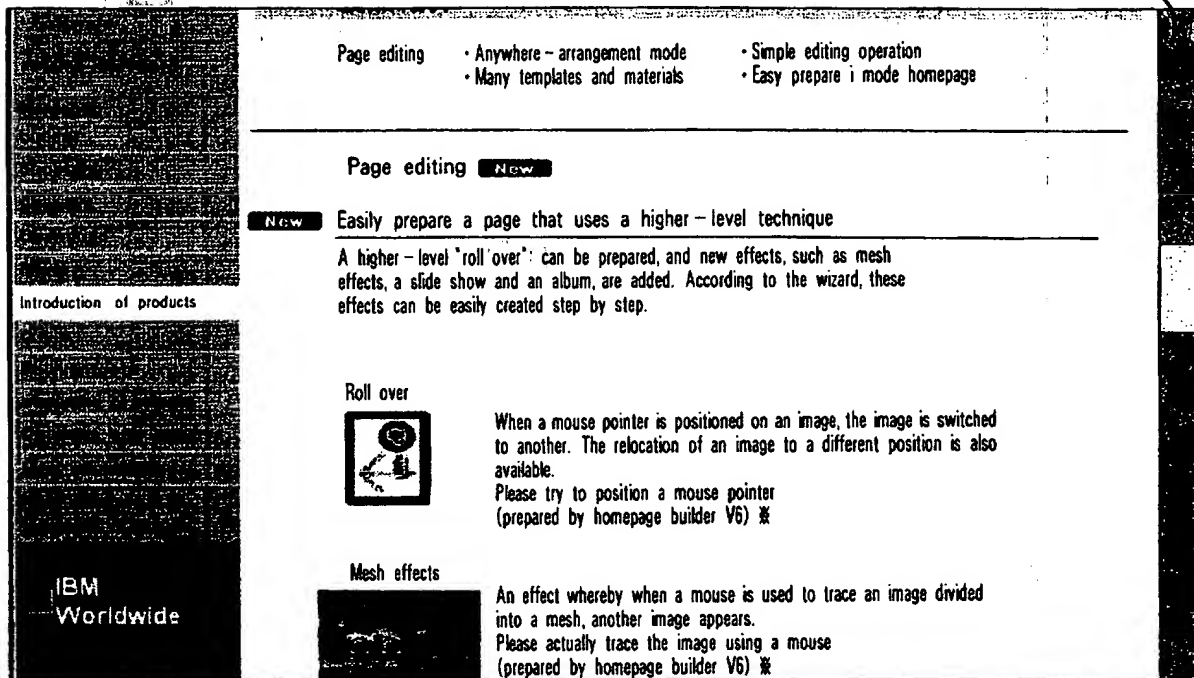 Page editing ・Anywhere – arrangement mode ・Simple editing operation
・Many templates and materials ・Easy prepare i mode homepage
Page editing New
New Easily prepare a page that uses a higher – level technique
A higher – level "roll over": can be prepared, and new effects, such as mesh
effects, a slide show and an album, are added. According to the wizard, these
effects can be easily created step by step.
Introduction of products
Roll over
When a mouse pointer is positioned on an image, the image is switched
to another. The relocation of an image to a different position is also
available.
Please try to position a mouse pointer
(prepared by homepage builder V6) ※
Mesh effects
An effect whereby when a mouse is used to trace an image divided
into a mesh, another image appears.
Please actually trace the image using a mouse
(prepared by homepage builder V6) ※
IBM
Worldwide